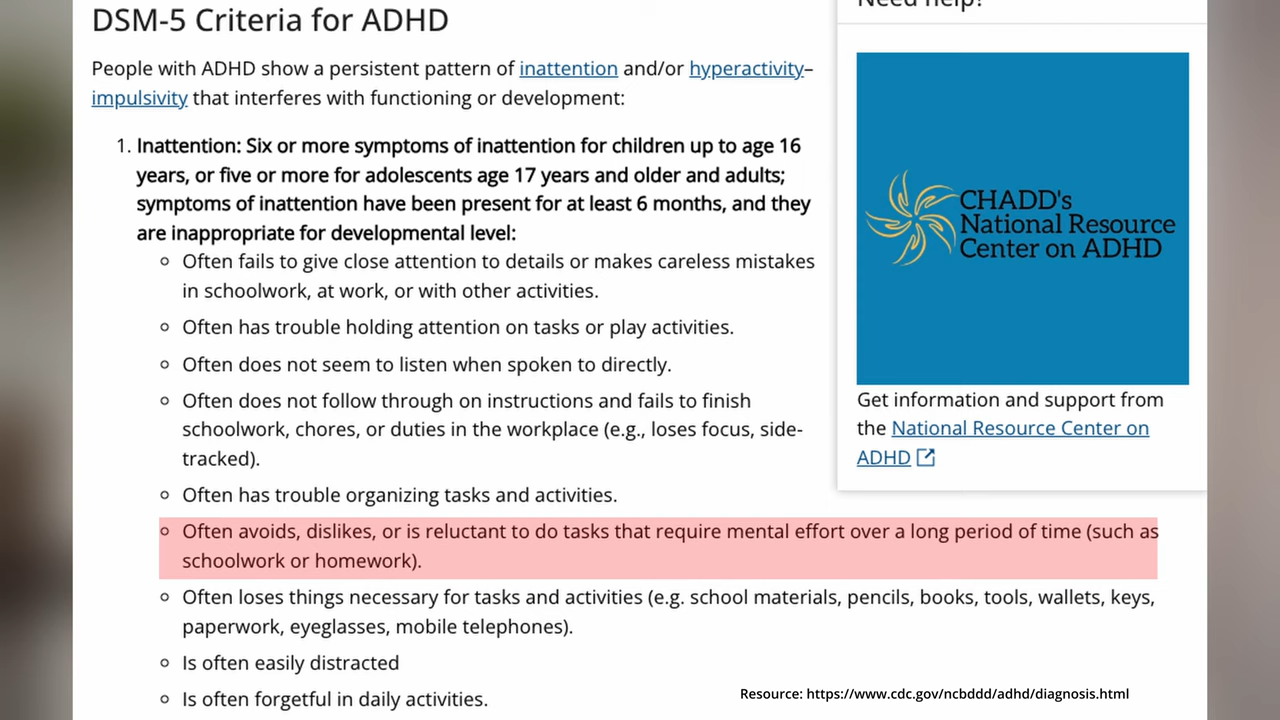 DSM-5 Criteria for ADHD
People with ADHD show a persistent pattern of inattention and/or hyperactivity–
impulsivity that interferes with functioning or development:
1. Inattention: Six or more symptoms of inattention for children up to age 16
years, or five or more for adolescents age 17 years and older and adults;
symptoms of inattention have been present for at least 6 months, and they
are inappropriate for developmental level:
Often fails to give close attention to details or makes careless mistakes
in schoolwork, at work, or with other activities.
Often has trouble holding attention on tasks or play activities.
Often does not seem to listen when spoken to directly.
Often does not follow through on instructions and fails to finish
schoolwork, chores, or duties in the workplace (e.g., loses focus, side-
tracked).
Often has trouble organizing tasks and activities.
Often avoids, dislikes, or is reluctant to do tasks that require mental effort over a long period of time (such as
schoolwork or homework).
Often loses things necessary for tasks and activities (e.g. school materials, pencils, books, tools, wallets, keys,
paperwork, eyeglasses, mobile telephones).
Is often easily distracted
Is often forgetful in daily activities.
Need help?
CHADD's
National Resource
Center on ADHD
Get information and support from
the National Resource Center on
ADHD
Resource: https://www.cdc.gov/ncbddd/adhd/diagnosis.html